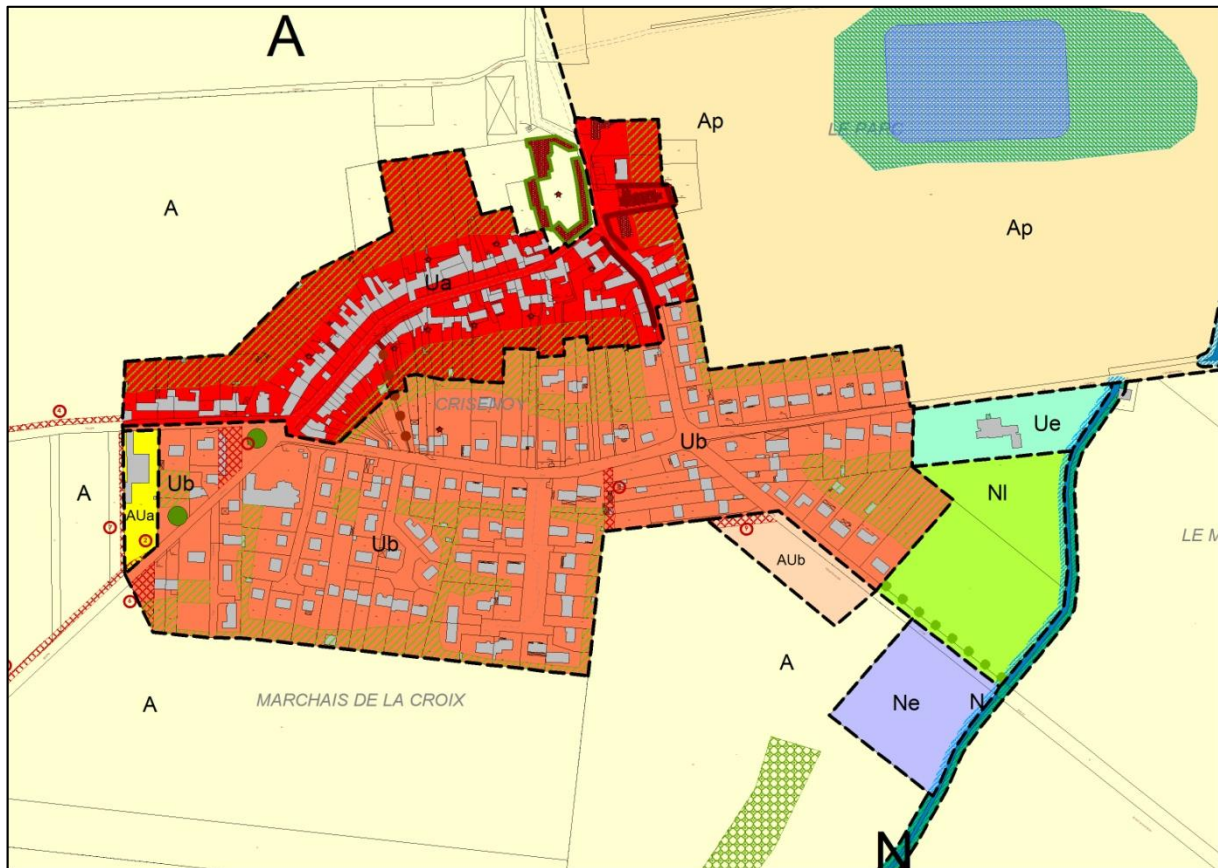 A
Ap
LE PARC
A
Ap
Ua
CRISENOY
Ub
Ue
A
Ub
AUa
Ub
Nl
LE M
AUb
A
A
MARCHAIS DE LA CROIX
Ne
N
N